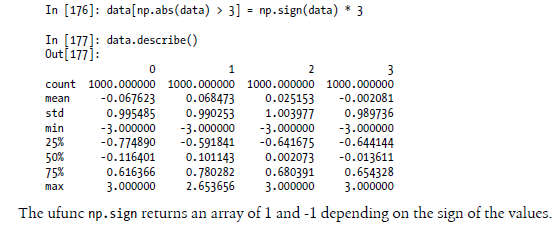 In [176]: data[np.abs(data) > 3] = np.sign(data) * 3
In [177]: data.describe()
Out[177]:
0 1 2 3
count 1000.000000 1000.000000 1000.000000 1000.000000
mean -0.067623 0.068473 0.025153 -0.002081
std 0.995485 0.990253 1.003977 0.989736
min -3.000000 -3.000000 -3.000000 -3.000000
25% -0.774890 -0.591841 -0.641675 -0.644144
50% -0.116401 0.101143 0.002073 -0.013611
75% 0.616366 0.780282 0.680391 0.654328
max 3.000000 2.653656 3.000000 3.000000
The ufunc np.sign returns an array of 1 and -1 depending on the sign of the values.